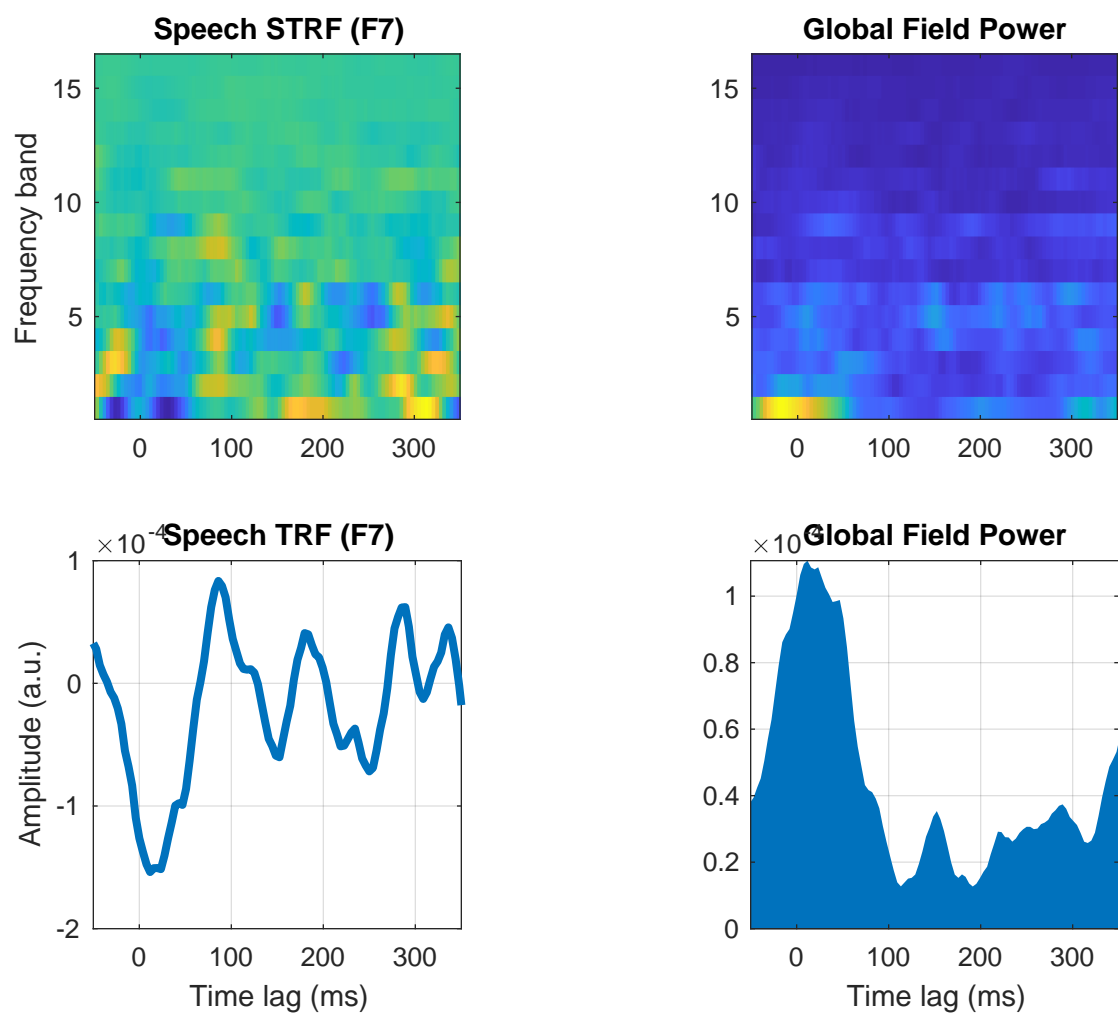 Speech STRF (F7)
Frequency band
15
10
5
0 100 200 300
Global Field Power
15
10
5
0 100 200 300
Speech TRF (F7)
×10^-4
Amplitude (a.u.)
1
0
-1
-2
0 100 200 300
Time lag (ms)
Global Field Power
×10^-4
1
0.8
0.6
0.4
0.2
0
0 100 200 300
Time lag (ms)